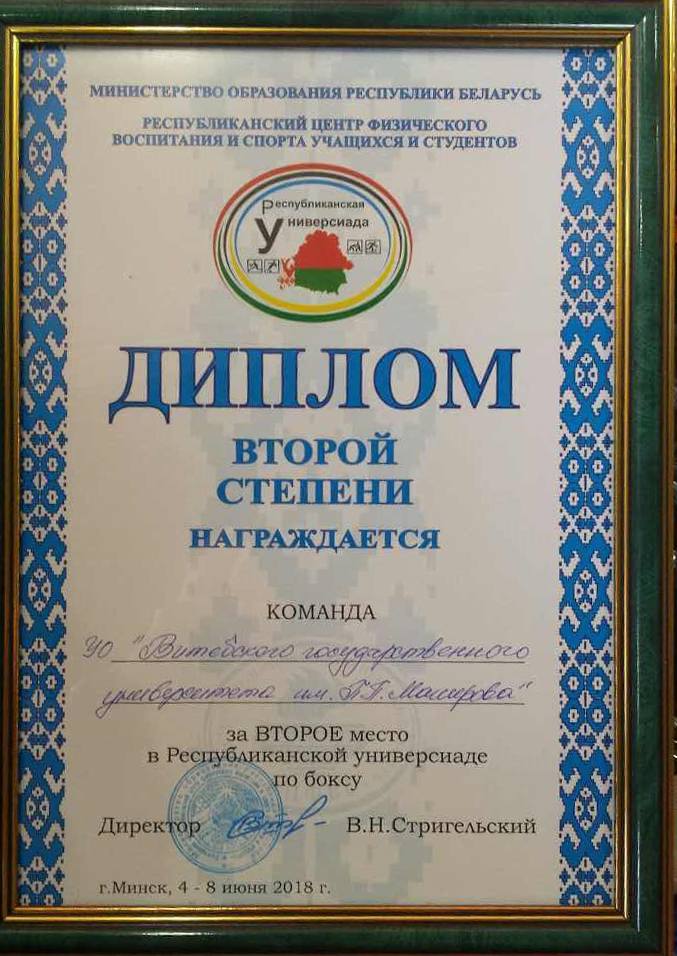 МИНИСТЕРСТВО ОБРАЗОВАНИЯ РЕСПУБЛИКИ БЕЛАРУСЬ
РЕСПУБЛИКАНСКИЙ ЦЕНТР ФИЗИЧЕСКОГО
ВОСПИТАНИЯ И СПОРТА УЧАЩИХСЯ И СТУДЕНТОВ
Республиканская
Универсиада
ДИПЛОМ
ВТОРОЙ
СТЕПЕНИ
НАГРАЖДАЕТСЯ
КОМАНДА
УО "Витебского государственного
университета им. П.П. Машерова"
за ВТОРОЕ место
в Республиканской универсиаде
по боксу
Директор В.Н.Стригельский
г.Минск, 4 - 8 июня 2018 г.